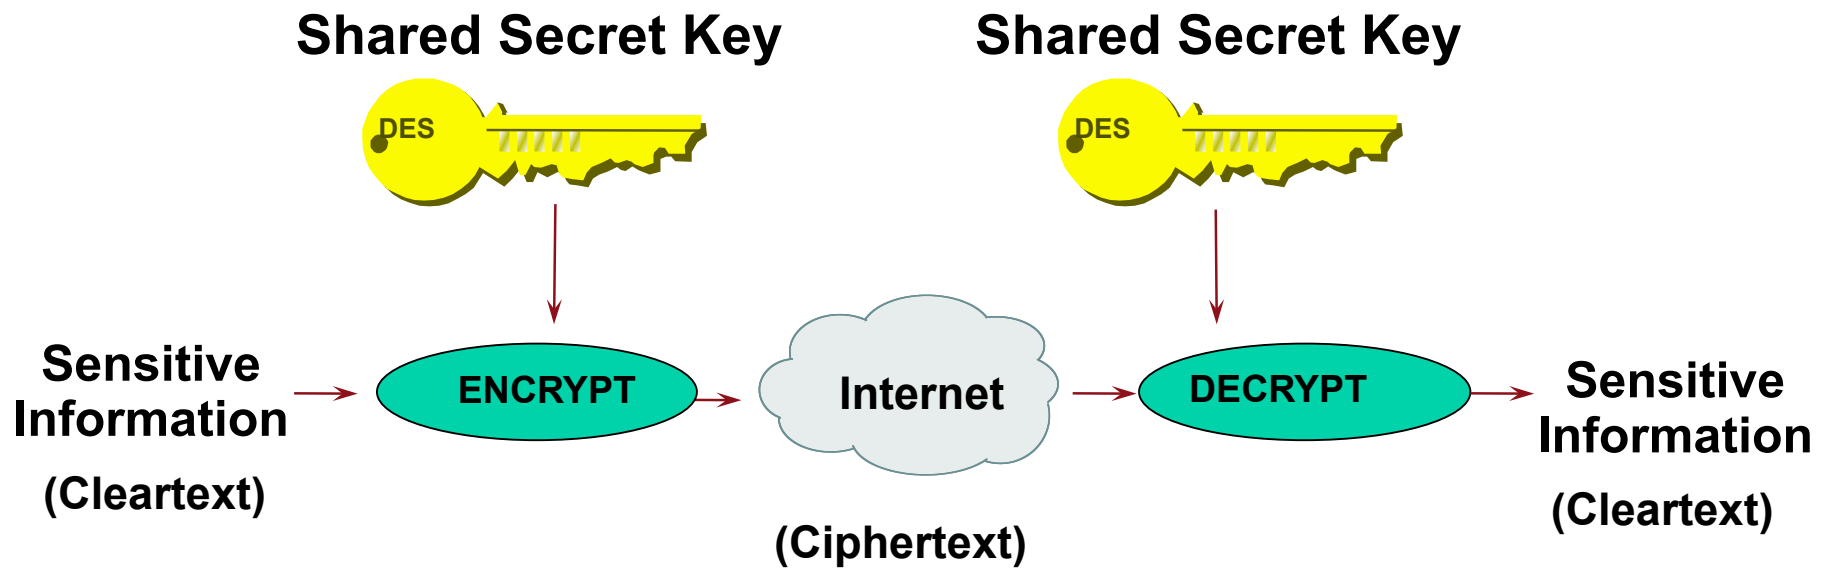 Shared Secret Key
Shared Secret Key
DES
DES
Sensitive
Information
(Cleartext)
ENCRYPT
Internet
(Ciphertext)
DECRYPT
Sensitive
Information
(Cleartext)